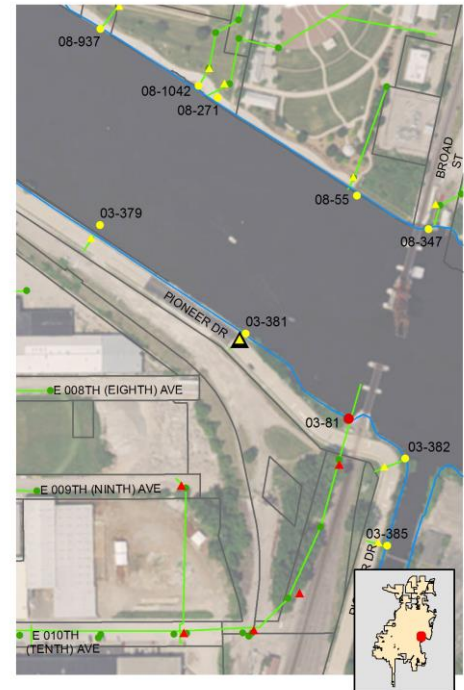 08-937
08-1042
08-271
BROAD
ST
03-379
08-55
08-347
PIONEER DR
03-381
E 008TH (EIGHTH) AVE
03-81
03-382
E 009TH (NINTH) AVE
03-385
DR
E 010TH
(TENTH) AVE